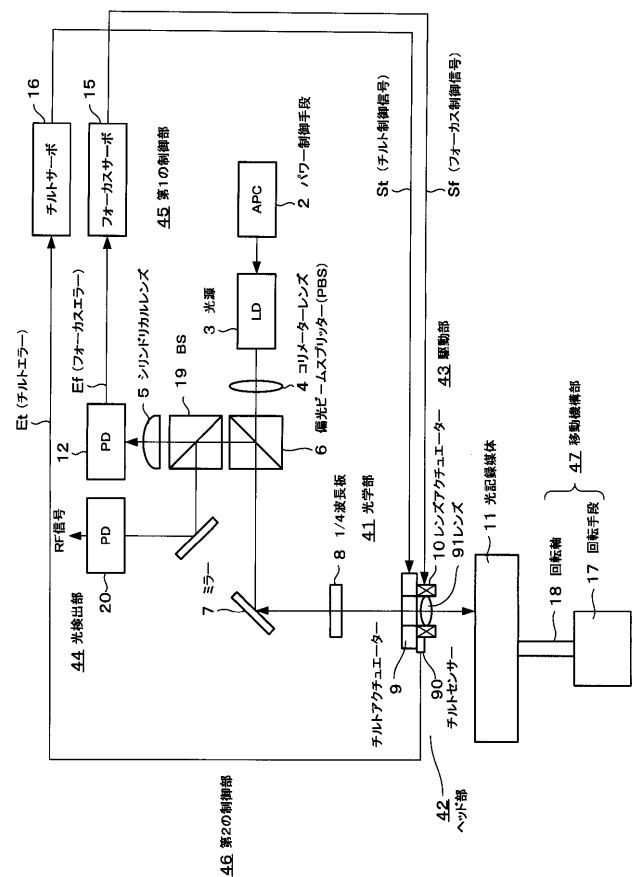 46 第2の制御部
Et (チルトエラー)
チルトサーボ
16
フォーカスサーボ
15
45 第1の制御部
Ef (フォーカスエラー)
44 光検出部
RF信号
PD
20
PD
12
5 シリンドリカルレンズ
19 BS
6 偏光ビームスプリッター(PBS)
4 コリメーターレンズ
LD
3 光源
APC
2 パワー制御手段
7 ミラー
8 1/4波長板
41 光学部
St (チルト制御信号)
Sf (フォーカス制御信号)
43 駆動部
10 レンズアクチュエーター
91 レンズ
チルトアクチュエーター
9
90
チルトセンサー
42
ヘッド部
11 光記録媒体
47 移動機構部
18 回転軸
17 回転手段